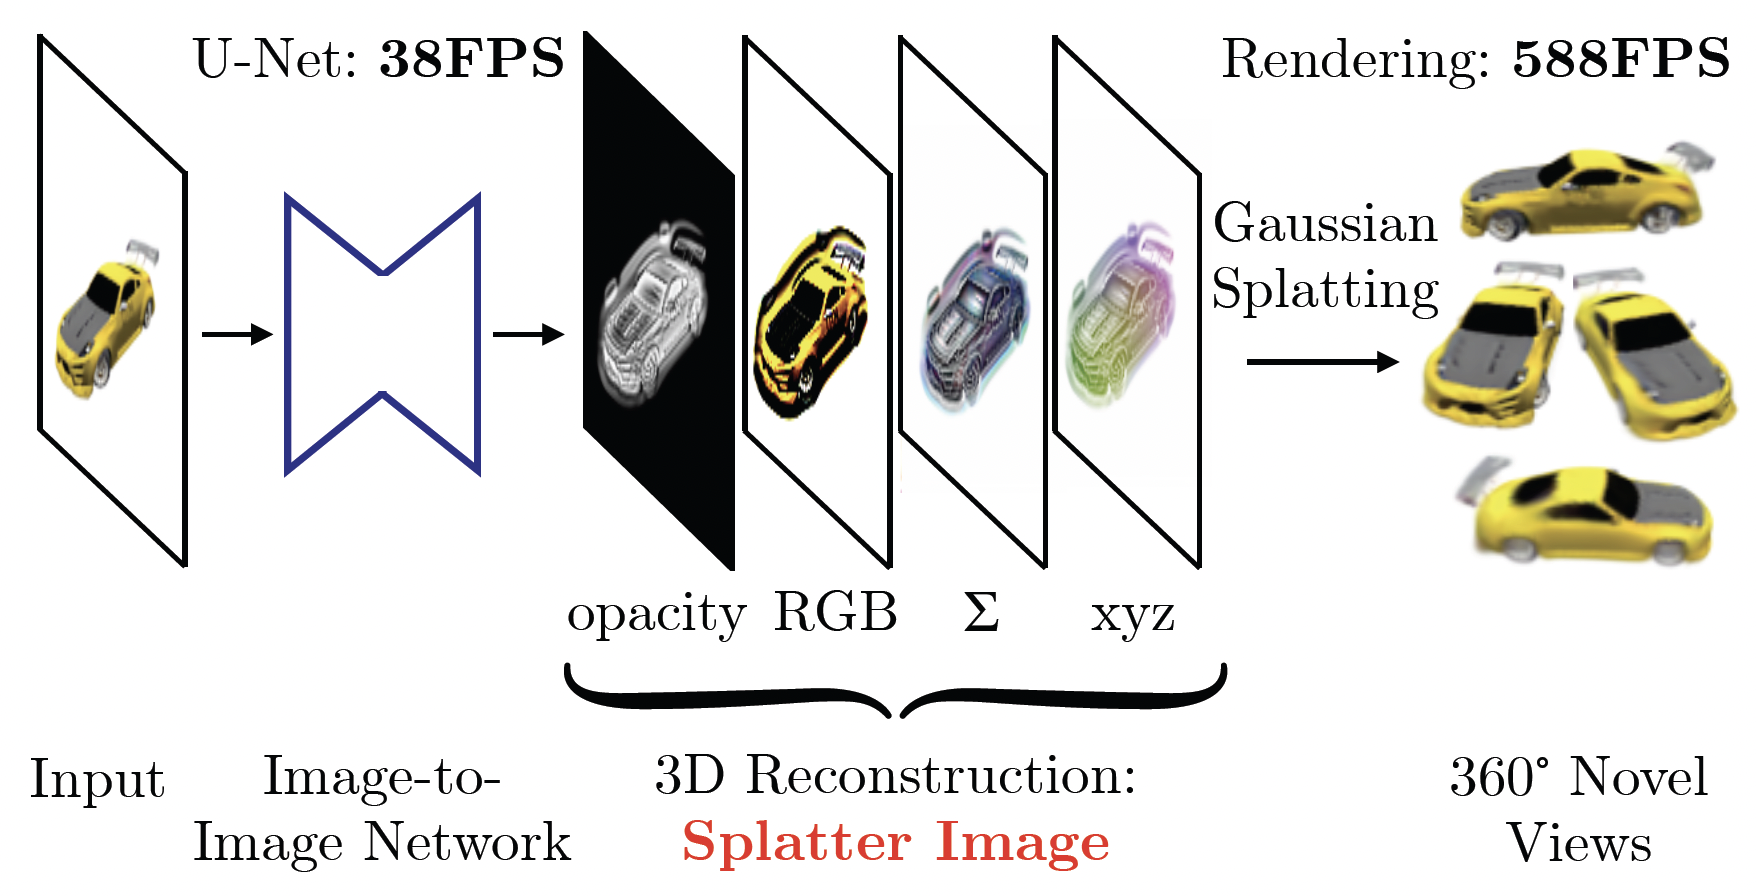 U-Net: 38FPS
Rendering: 588FPS
Gaussian
Splatting
opacity RGB Σ xyz
Input
Image-to-
Image Network
3D Reconstruction:
Splatter Image
360° Novel
Views